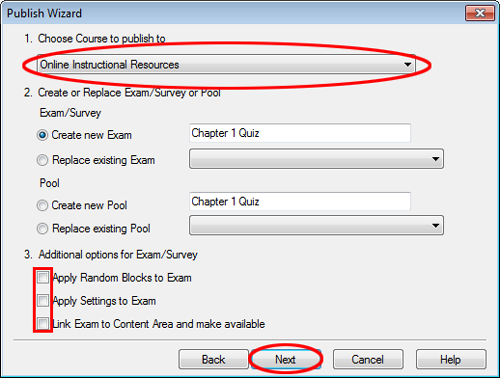 Publish Wizard
1. Choose Course to publish to
Online Instructional Resources
2. Create or Replace Exam/Survey or Pool
Exam/Survey
Create new Exam
Chapter 1 Quiz
Replace existing Exam
Pool
Create new Pool
Chapter 1 Quiz
Replace existing Pool
3. Additional options for Exam/Survey
Apply Random Blocks to Exam
Apply Settings to Exam
Link Exam to Content Area and make available
Back
Next
Cancel
Help